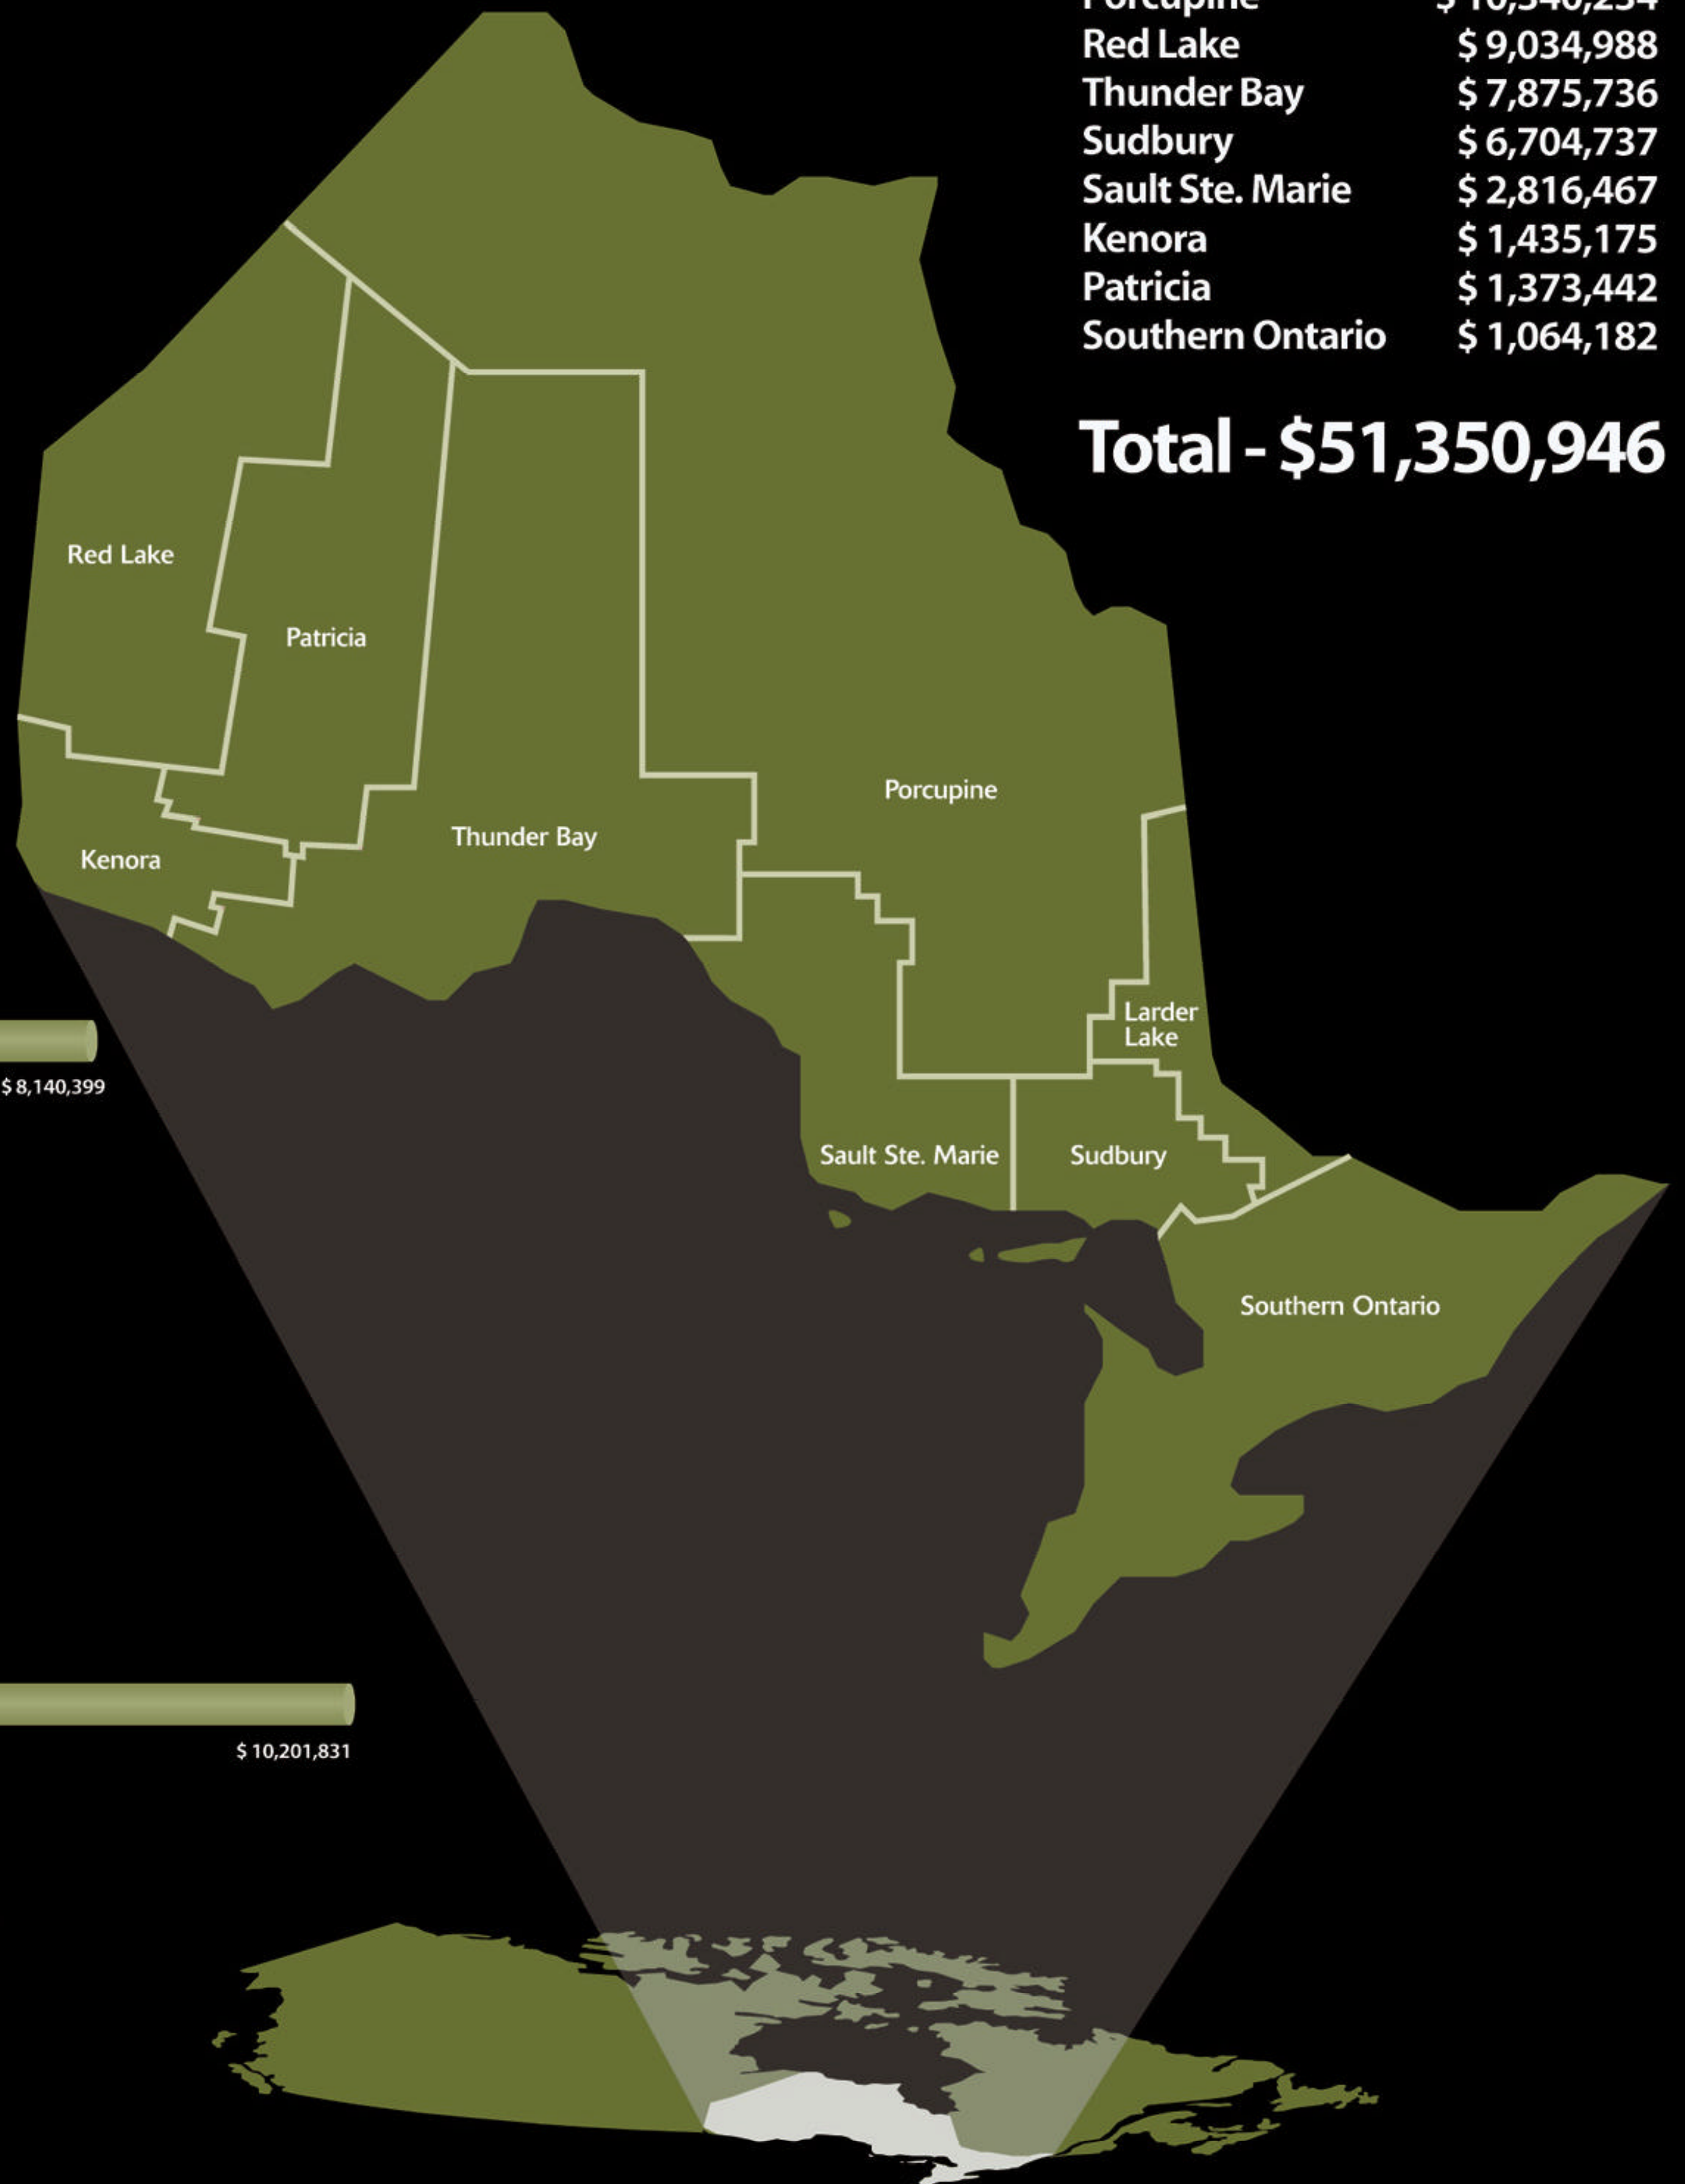 Porcupine
Red Lake $ 9,034,988
Thunder Bay $ 7,875,736
Sudbury $ 6,704,737
Sault Ste. Marie $ 2,816,467
Kenora $ 1,435,175
Patricia $ 1,373,442
Southern Ontario $ 1,064,182
Total - $51,350,946
Red Lake
Patricia
Porcupine
Thunder Bay
Kenora
Larder
Lake
$ 8,140,399
Sault Ste. Marie
Sudbury
Southern Ontario
$ 10,201,831